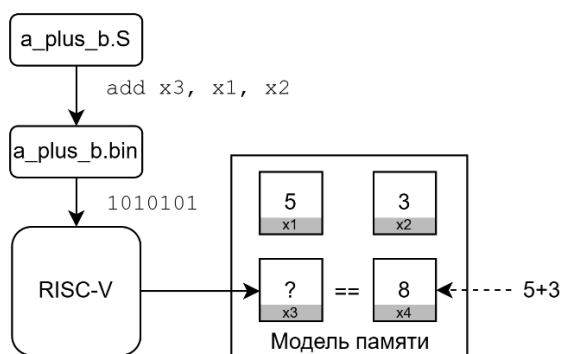 a_plus_b.S
add x3, x1, x2
a_plus_b.bin
1010101
5
x1
3
x2
RISC-V
?
x3
==
8
x4
5+3
Модель памяти